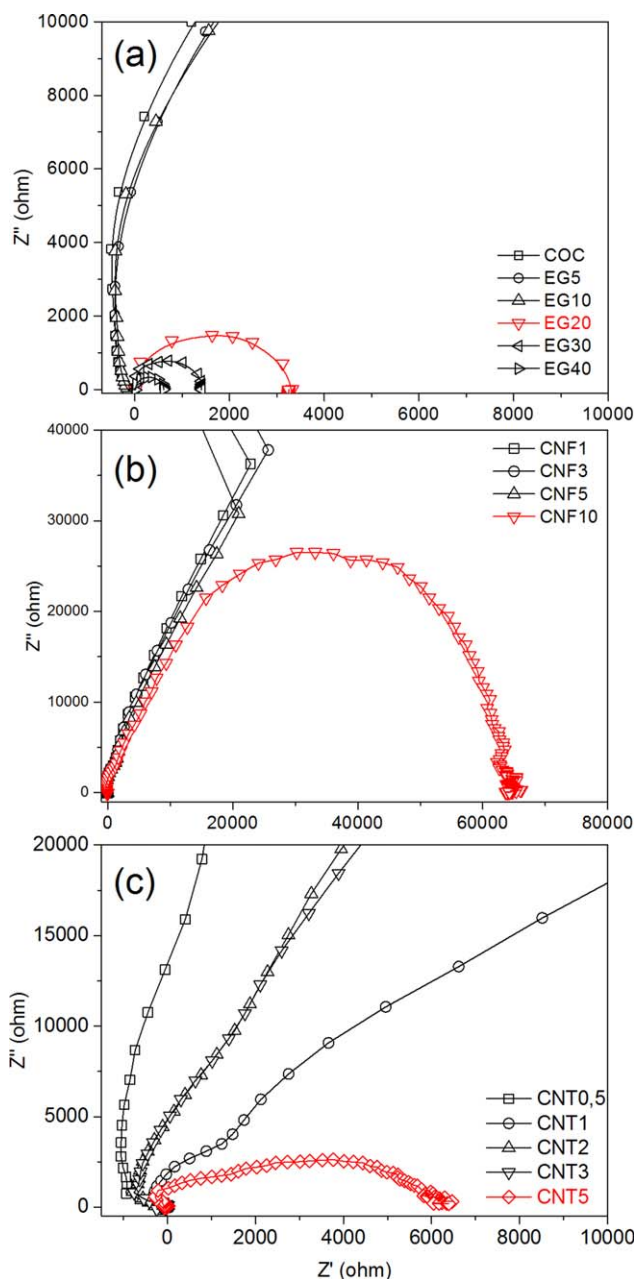 (a)
10000
8000
6000
4000
2000
0
Z'' (ohm)
COC
EG5
EG10
EG20
EG30
EG40
0 2000 4000 6000 8000 10000
(b)
40000
30000
20000
10000
0
Z'' (ohm)
CNF1
CNF3
CNF5
CNF10
0 20000 40000 60000 80000
(c)
20000
15000
10000
5000
0
Z'' (ohm)
CNT0,5
CNT1
CNT2
CNT3
CNT5
0 2000 4000 6000 8000 10000
Z' (ohm)